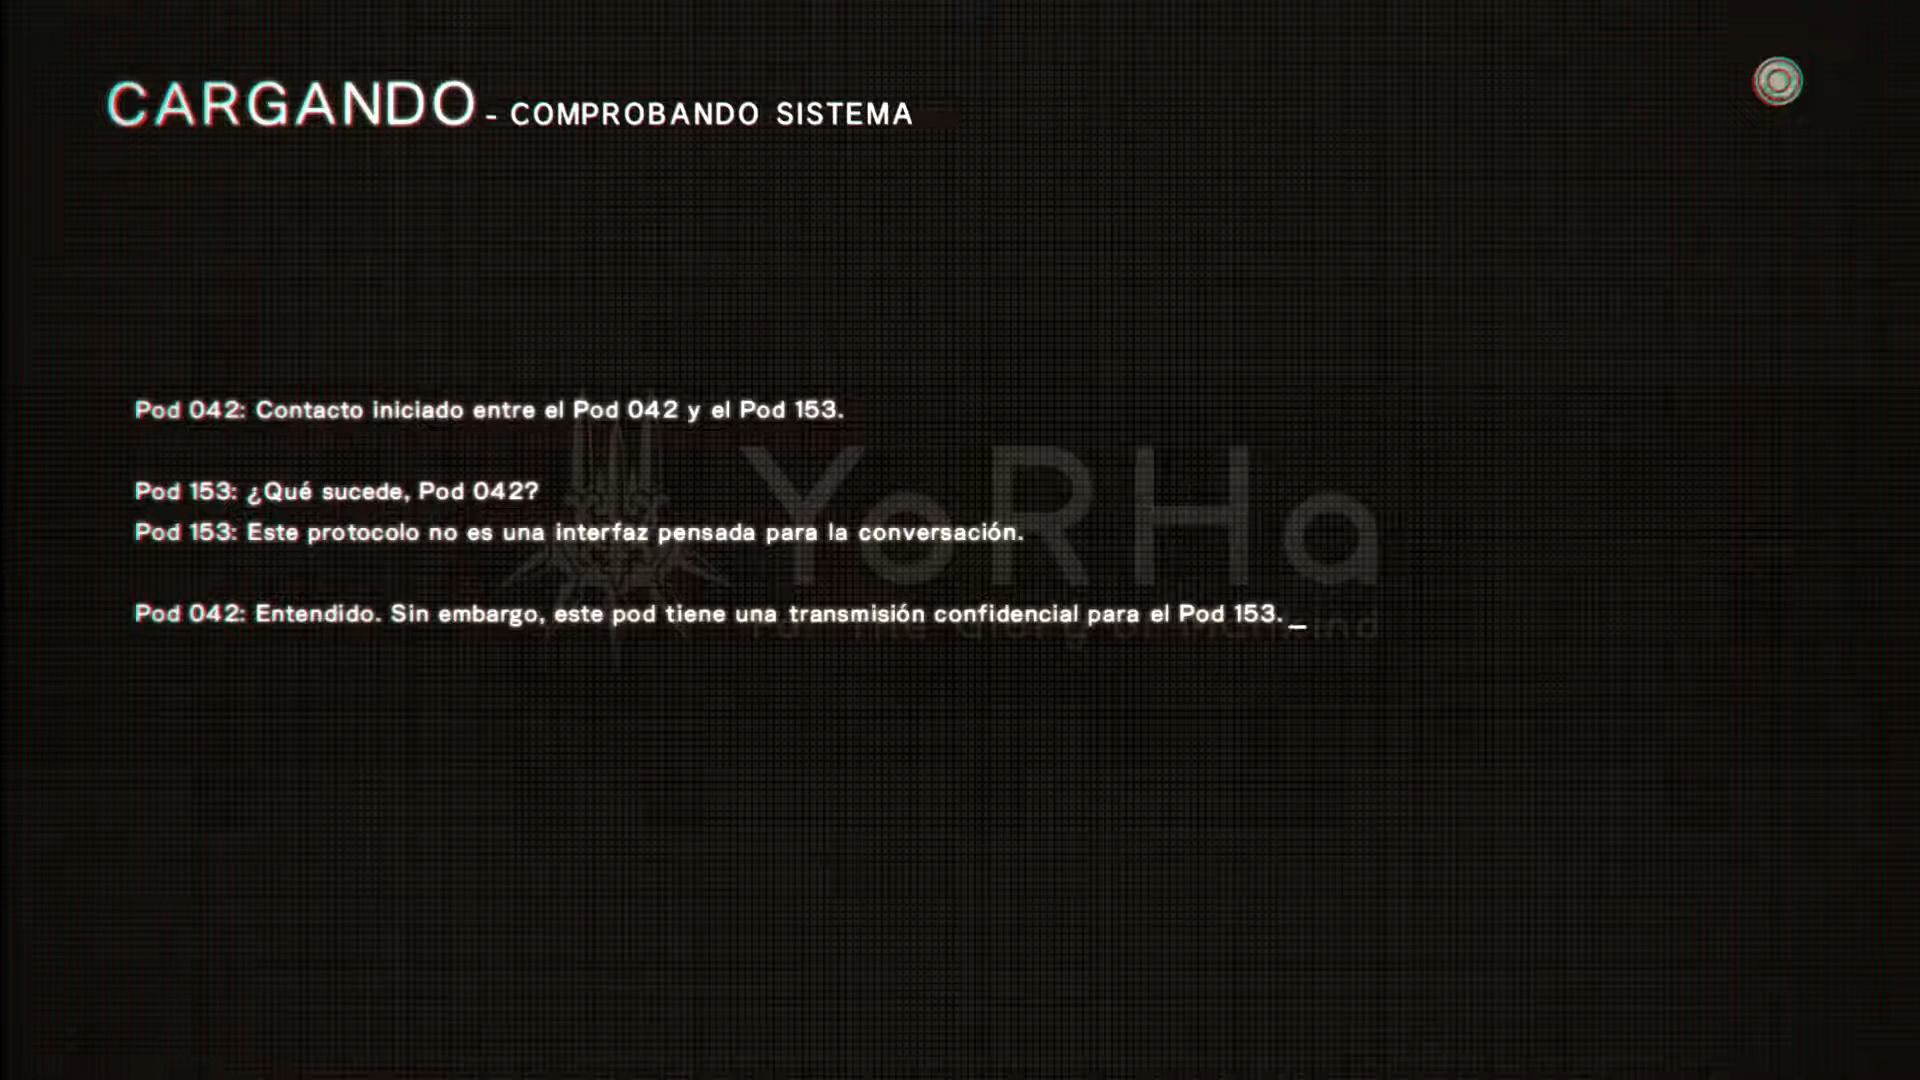 CARGANDO - COMPROBANDO SISTEMA
Pod 042: Contacto iniciado entre el Pod 042 y el Pod 153.
Pod 153: ¿Qué sucede, Pod 042?
Pod 153: Este protocolo no es una interfaz pensada para la conversación.
YoRHa
Pod 042: Entendido. Sin embargo, este pod tiene una transmisión confidencial para el Pod 153._